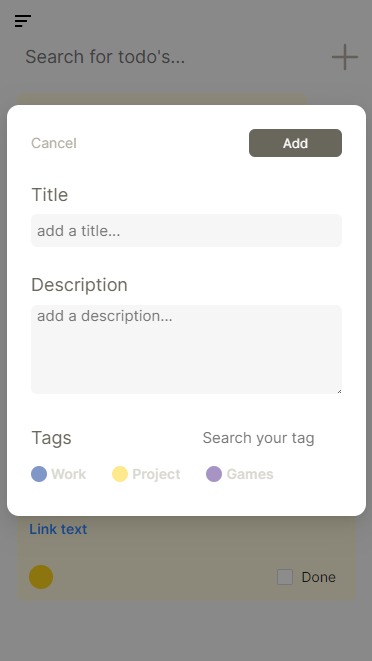 Search for todo's...
Cancel
Add
Title
add a title...
Description
add a description...
Tags
Search your tag
Work
Project
Games
Link text
Done